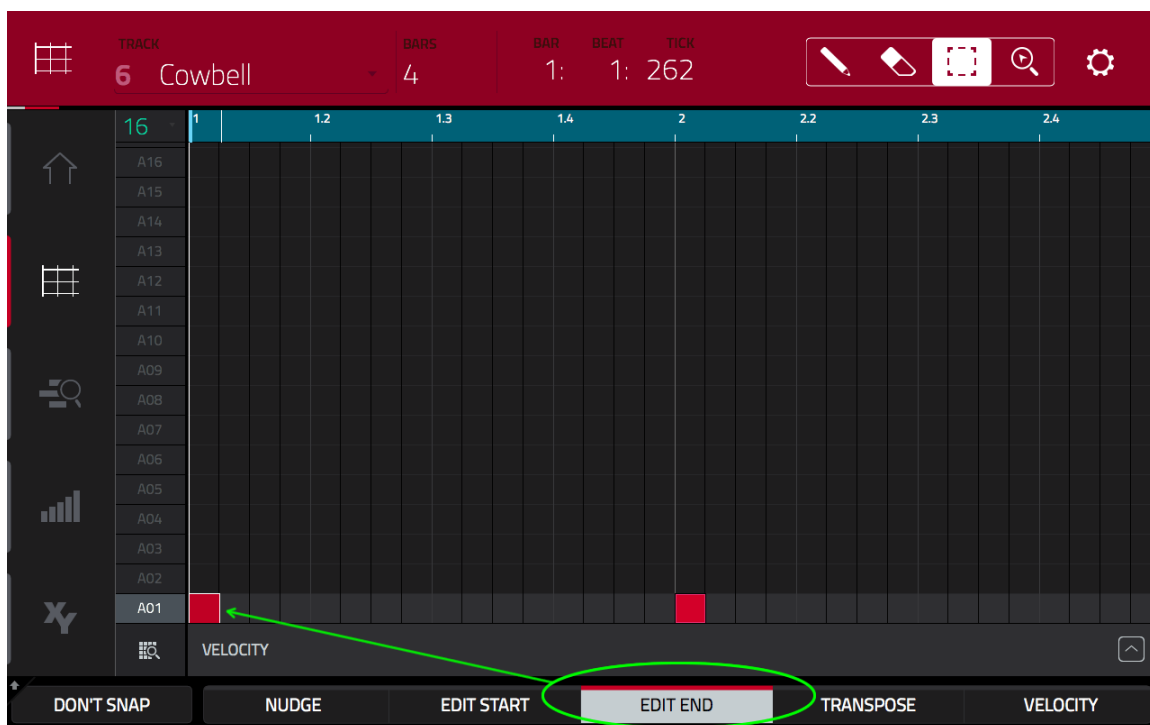 TRACK BARS BAR BEAT TICK
6 Cowbell 4 1: 1: 262
16 1 1.2 1.3 1.4 2 2.2 2.3 2.4
A16
A15
A14
A13
A12
A11
A10
A09
A08
A07
A06
A05
A04
A03
A02
A01
XY
VELOCITY
DON'T SNAP NUDGE EDIT START EDIT END TRANSPOSE VELOCITY